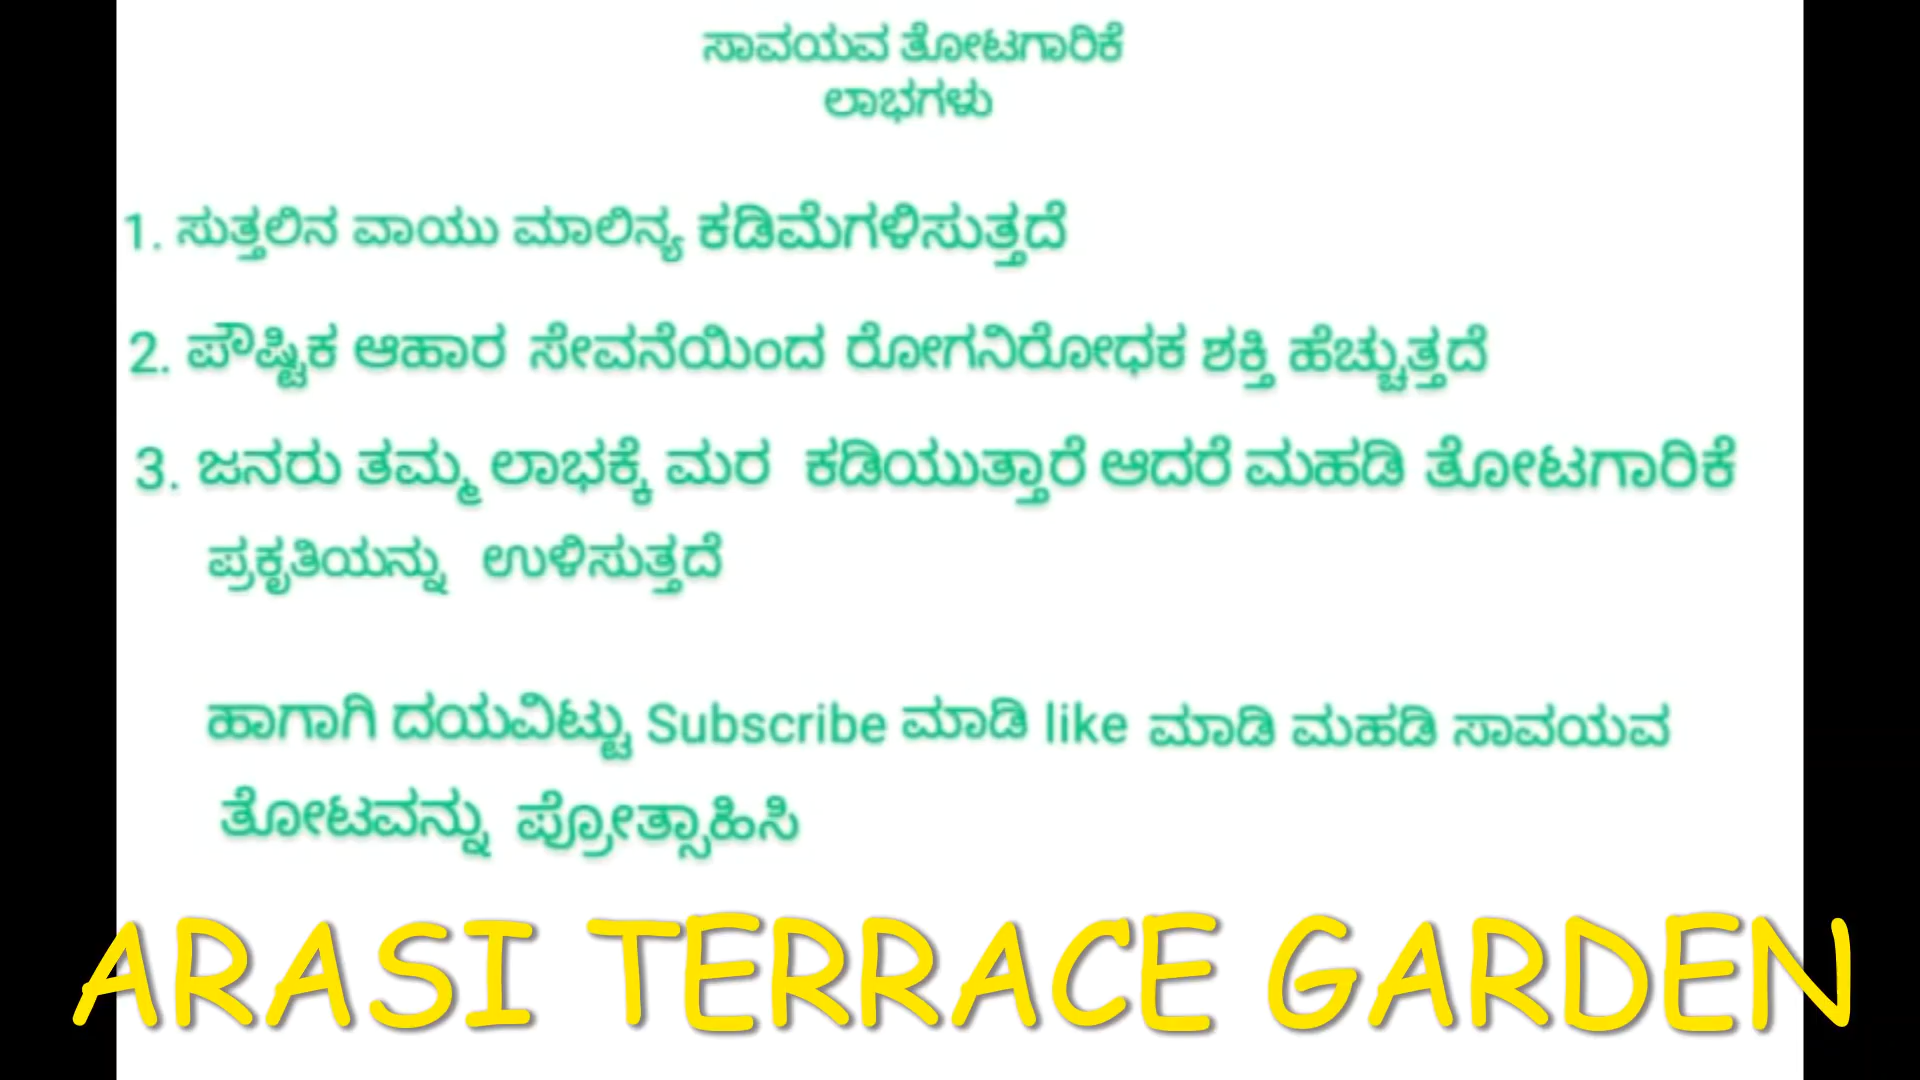 ಸಾವಯವ ತೋಟಗಾರಿಕೆ
ಲಾಭಗಳು
1. ಸುತ್ತಲಿನ ವಾಯು ಮಾಲಿನ್ಯ ಕಡಿಮೆಗಳಿಸುತ್ತದೆ
2. ಪೌಷ್ಟಿಕ ಆಹಾರ ಸೇವನೆಯಿಂದ ರೋಗನಿರೋಧಕ ಶಕ್ತಿ ಹೆಚ್ಚುತ್ತದೆ
3. ಜನರು ತಮ್ಮ ಲಾಭಕ್ಕೆ ಮರ ಕಡಿಯುತ್ತಾರೆ ಆದರೆ ಮಹಡಿ ತೋಟಗಾರಿಕೆ
ಪ್ರಕೃತಿಯನ್ನು ಉಳಿಸುತ್ತದೆ
ಹಾಗಾಗಿ ದಯವಿಟ್ಟು Subscribe ಮಾಡಿ like ಮಾಡಿ ಮಹಡಿ ಸಾವಯವ
ತೋಟವನ್ನು ಪ್ರೋತ್ಸಾಹಿಸಿ
ARASI TERRACE GARDEN